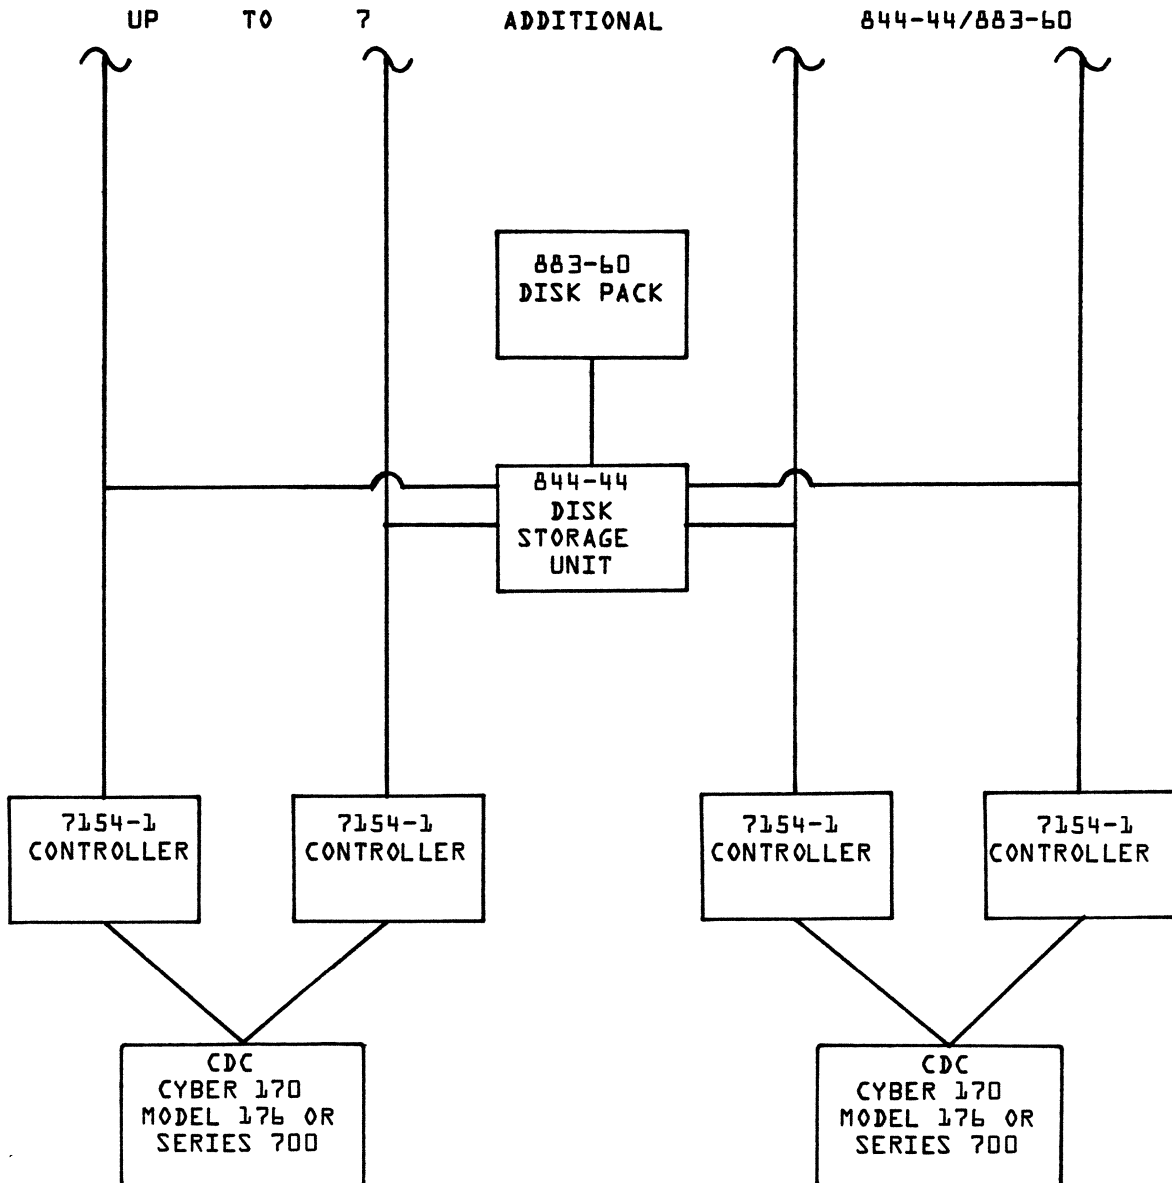 UP TO 7 ADDITIONAL 844-44/883-60
883-60
DISK PACK
844-44
DISK
STORAGE
UNIT
7154-1
CONTROLLER
7154-1
CONTROLLER
7154-1
CONTROLLER
7154-1
CONTROLLER
CDC
CYBER 170
MODEL 176 OR
SERIES 700
CDC
CYBER 170
MODEL 176 OR
SERIES 700